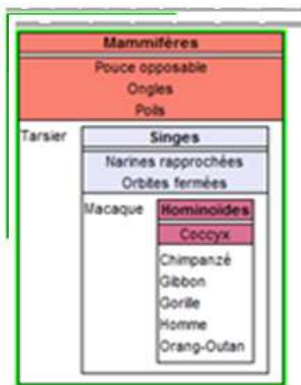 Mammifères
Pouce opposable
Ongles
Poils
Tarsier
Singes
Narines rapprochées
Orbites fermées
Macaque
Hominoïdes
Coccyx
Chimpanzé
Gibbon
Gorille
Homme
Orang-Outan